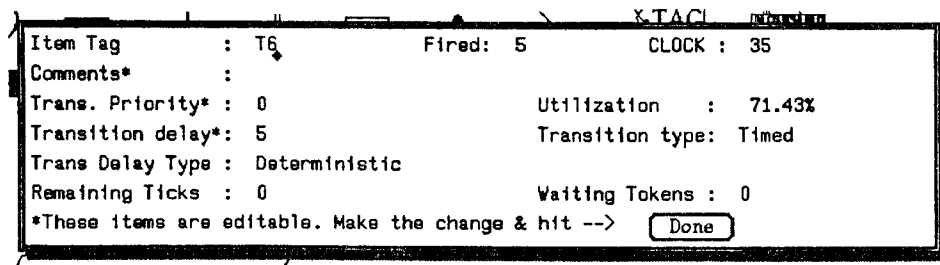 Item Tag : T6 Fired: 5 CLOCK : 35
Comments* :
Trans. Priority* : 0 Utilization : 71.43%
Transition delay*: 5 Transition type: Timed
Trans Delay Type : Deterministic
Remaining Ticks : 0 Waiting Tokens : 0
*These items are editable. Make the change & hit --> Done